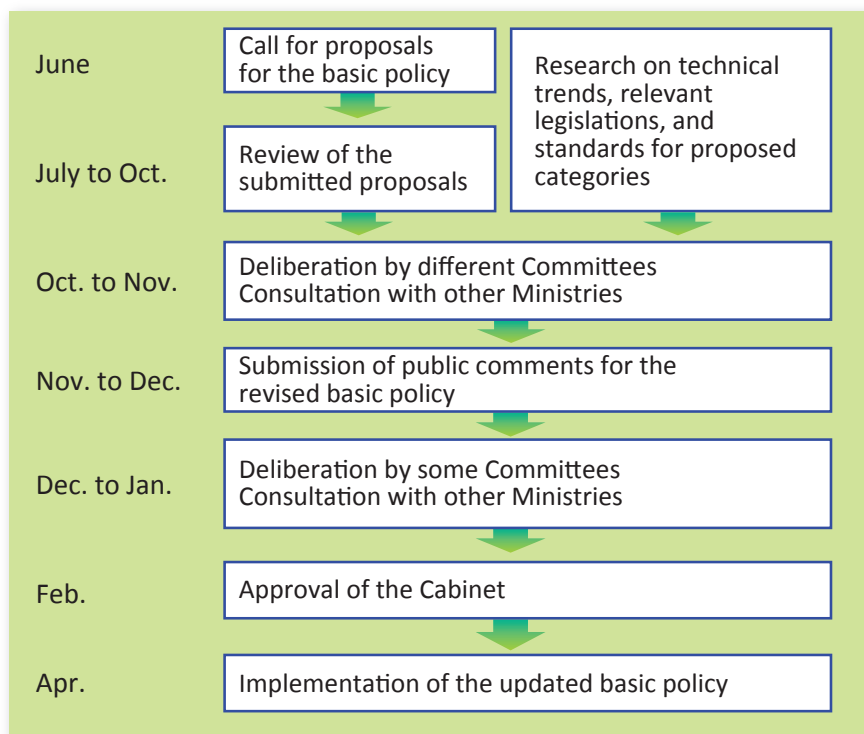 June
Call for proposals
for the basic policy
Research on technical
trends, relevant
legislations, and
standards for proposed
categories
July to Oct.
Review of the
submitted proposals
Oct. to Nov.
Deliberation by different Committees
Consultation with other Ministries
Nov. to Dec.
Submission of public comments for the
revised basic policy
Dec. to Jan.
Deliberation by some Committees
Consultation with other Ministries
Feb.
Approval of the Cabinet
Apr.
Implementation of the updated basic policy